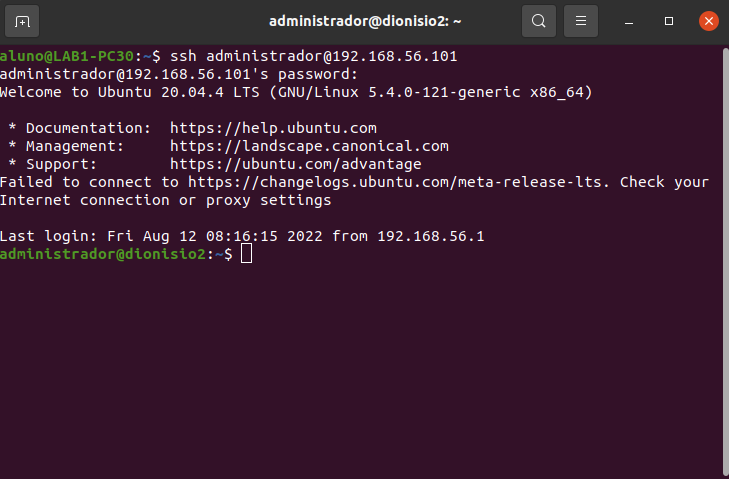 administrador@dionisio2: ~
aluno@LAB1-PC30:~$ ssh administrador@192.168.56.101
administrador@192.168.56.101's password:
Welcome to Ubuntu 20.04.4 LTS (GNU/Linux 5.4.0-121-generic x86_64)

 * Documentation:  https://help.ubuntu.com
 * Management:     https://landscape.canonical.com
 * Support:        https://ubuntu.com/advantage
Failed to connect to https://changelogs.ubuntu.com/meta-release-lts. Check your
Internet connection or proxy settings

Last login: Fri Aug 12 08:16:15 2022 from 192.168.56.1
administrador@dionisio2:~$